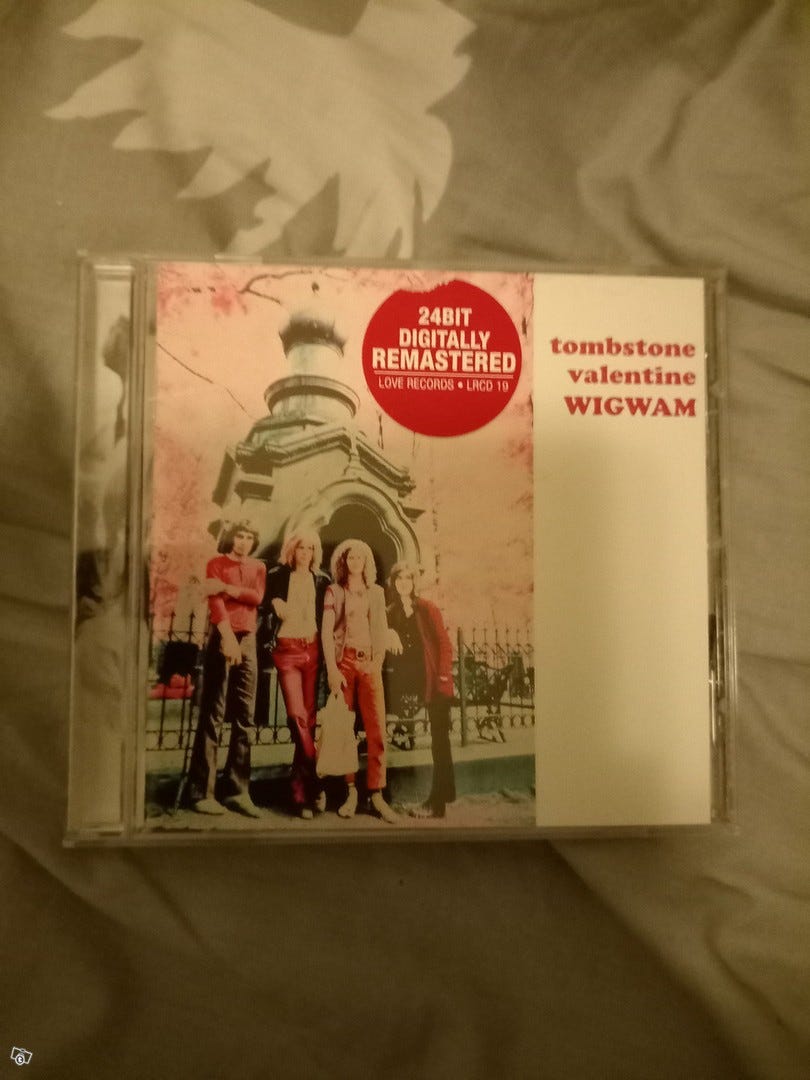 24BIT
DIGITALLY
REMASTERED
LOVE RECORDS • LRCD 19
tombstone
valentine
WIGWAM